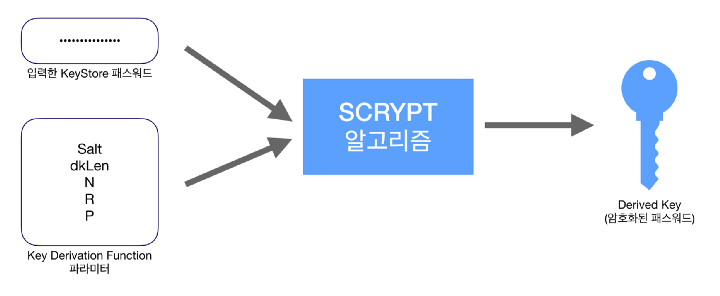 •••••••••••••••
입력한 KeyStore 패스워드
Salt
dkLen
N
R
P
Key Derivation Function
파라미터
SCRYPT
알고리즘
Derived Key
(암호화된 패스워드)